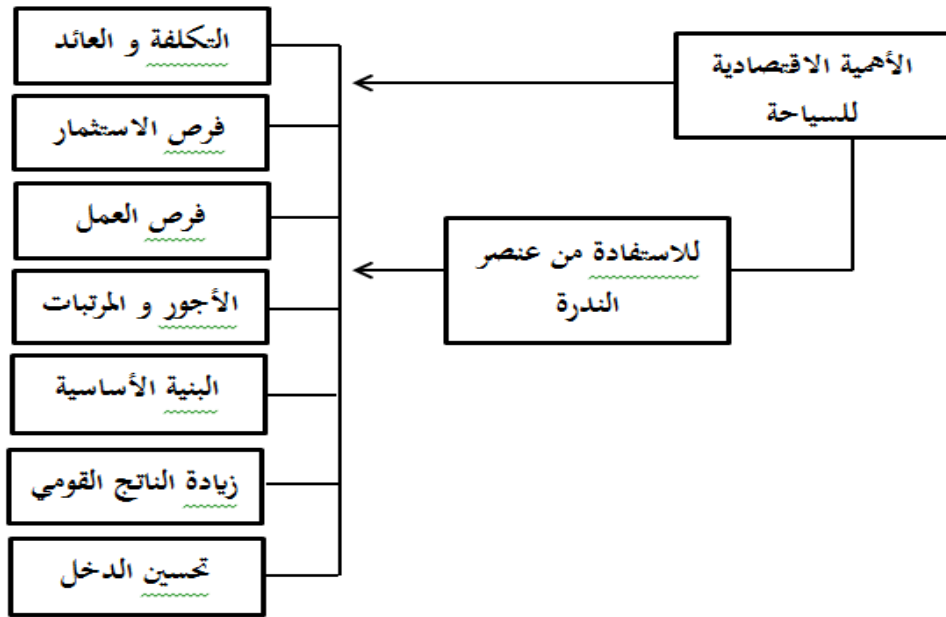 الأهمية الاقتصادية
للسياحة
للاستفادة من عنصر
الندرة
التكلفة و العائد
فرص الاستثمار
فرص العمل
الأجور و المرتبات
البنية الأساسية
زيادة الناتج القومي
تحسين الدخل